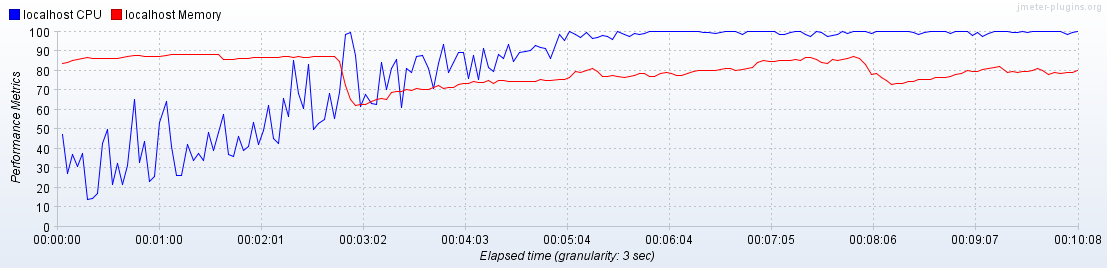 jmeter-plugins.org
localhost CPU localhost Memory
Performance Metrics
100
90
80
70
60
50
40
30
20
10
0
00:00:00 00:01:00 00:02:01 00:03:02 00:04:03 00:05:04 00:06:04 00:07:05 00:08:06 00:09:07 00:10:08
Elapsed time (granularity: 3 sec)